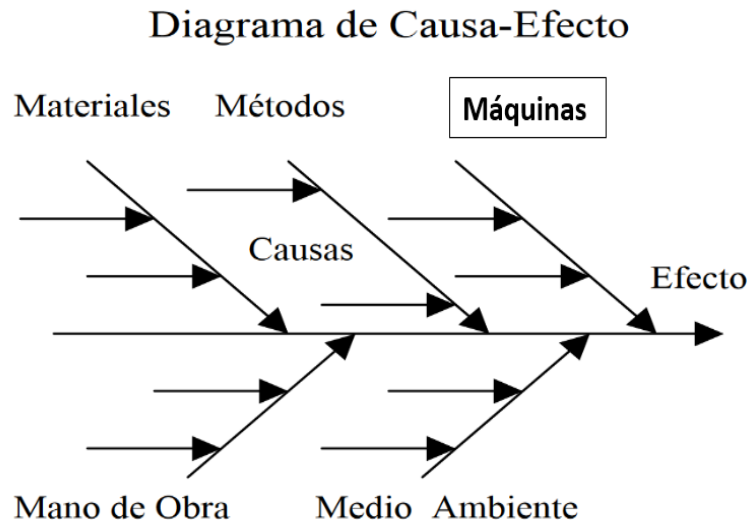 Diagrama de Causa-Efecto
Materiales Métodos Máquinas
Causas
Efecto
Mano de Obra Medio Ambiente